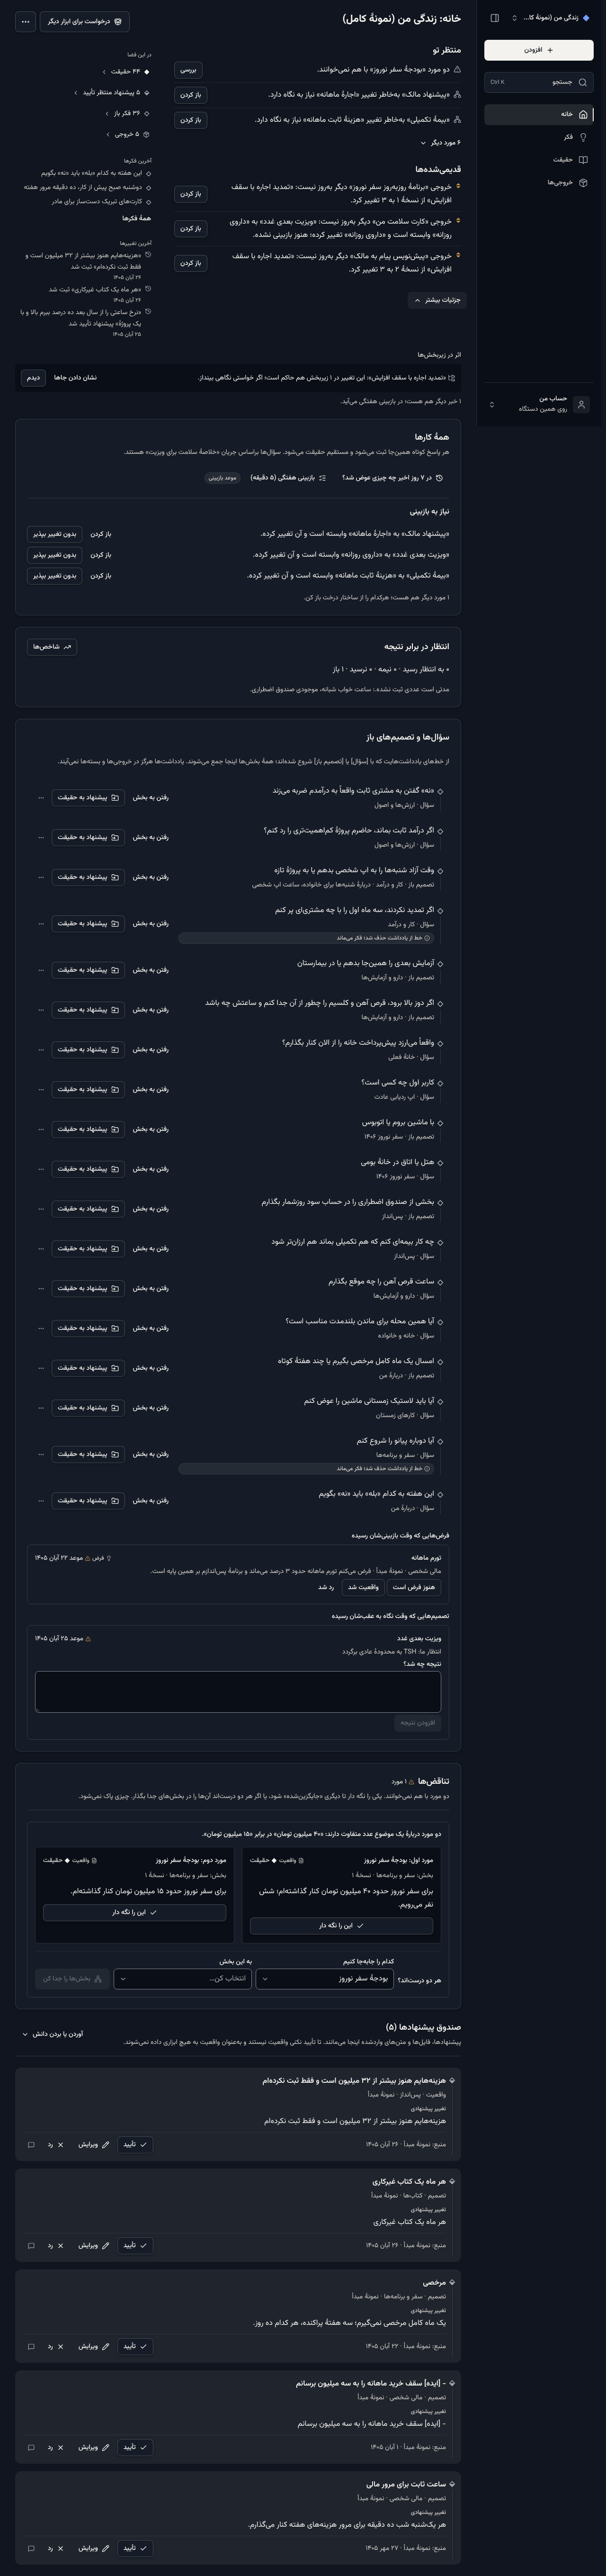 زندگی من (نمونهٔ کا...
افزودن
جستجو
Ctrl K
خانه
فکر
حقیقت
خروجی‌ها
حساب من
روی همین دستگاه
خانه: زندگی من (نمونهٔ کامل)
درخواست برای ابزار دیگر
منتظر تو
دو مورد «بودجهٔ سفر نوروز» با هم نمی‌خوانند.
بررسی
«پیشنهاد مالک» به‌خاطر تغییر «اجارهٔ ماهانه» نیاز به نگاه دارد.
باز کردن
«بیمهٔ تکمیلی» به‌خاطر تغییر «هزینهٔ ثابت ماهانه» نیاز به نگاه دارد.
باز کردن
۶ مورد دیگر
قدیمی‌شده‌ها
خروجی «برنامهٔ روزبه‌روز سفر نوروز» دیگر به‌روز نیست: «تمدید اجاره با سقف افزایش» از نسخهٔ ۱ به ۳ تغییر کرد.
باز کردن
خروجی «کارت سلامت من» دیگر به‌روز نیست: «ویزیت بعدی غدد» به «داروی روزانه» وابسته است و «داروی روزانه» تغییر کرده؛ هنوز بازبینی نشده.
باز کردن
خروجی «پیش‌نویس پیام به مالک» دیگر به‌روز نیست: «تمدید اجاره با سقف افزایش» از نسخهٔ ۲ به ۳ تغییر کرد.
باز کردن
جزئیات بیشتر
در این فضا
۴۴ حقیقت
۵ پیشنهاد منتظر تأیید
۳۶ فکر باز
۵ خروجی
آخرین فکرها
این هفته به کدام «بله» باید «نه» بگویم
دوشنبه صبح پیش از کار، ده دقیقه مرور هفته
کارت‌های تبریک دست‌ساز برای مادر
همهٔ فکرها
آخرین تغییرها
«هزینه‌هایم هنوز بیشتر از ۳۲ میلیون است و فقط ثبت نکرده‌ام» ثبت شد
۲۶ آبان ۱۴۰۵
«هر ماه یک کتاب غیرکاری» ثبت شد
۲۶ آبان ۱۴۰۵
«نرخ ساعتی را از سال بعد ده درصد ببرم بالا و با یک پروژهٔ» پیشنهاد تأیید شد
۲۵ آبان ۱۴۰۵
اثر در زیربخش‌ها
«تمدید اجاره با سقف افزایش»: این تغییر در ۱ زیربخش هم حاکم است؛ اگر خواستی نگاهی بینداز.
نشان دادن جاها
دیدم
۱ خبر دیگر هم هست؛ در بازبینی هفتگی می‌آید.
همهٔ کارها
هر پاسخ کوتاه همین‌جا ثبت می‌شود و مستقیم حقیقت می‌شود. سؤال‌ها براساس جریان «خلاصهٔ سلامت برای ویزیت» هستند.
در ۷ روز اخیر چه چیزی عوض شد؟
بازبینی هفتگی (۵ دقیقه)
موعد بازبینی
نیاز به بازبینی
«پیشنهاد مالک» به «اجارهٔ ماهانه» وابسته است و آن تغییر کرده.
باز کردن
بدون تغییر بپذیر
«ویزیت بعدی غدد» به «داروی روزانه» وابسته است و آن تغییر کرده.
باز کردن
بدون تغییر بپذیر
«بیمهٔ تکمیلی» به «هزینهٔ ثابت ماهانه» وابسته است و آن تغییر کرده.
باز کردن
بدون تغییر بپذیر
۱ مورد دیگر هم هست؛ هرکدام را از ساختار درخت باز کن.
انتظار در برابر نتیجه
شاخص‌ها
۰ به انتظار رسید · ۰ نیمه · ۰ نرسید · ۱ باز
مدتی است عددی ثبت نشده.: ساعت خواب شبانه، موجودی صندوق اضطراری.
سؤال‌ها و تصمیم‌های باز
از خط‌های یادداشت‌هایت که با [سؤال] یا [تصمیم باز] شروع شده‌اند؛ همهٔ بخش‌ها اینجا جمع می‌شوند. یادداشت‌ها هرگز در خروجی‌ها و بسته‌ها نمی‌آیند.
«نه» گفتن به مشتری ثابت واقعاً به درآمدم ضربه می‌زند
سؤال · ارزش‌ها و اصول
رفتن به بخش
پیشنهاد به حقیقت
اگر درآمد ثابت بماند، حاضرم پروژهٔ کم‌اهمیت‌تری را رد کنم؟
سؤال · ارزش‌ها و اصول
رفتن به بخش
پیشنهاد به حقیقت
وقت آزاد شنبه‌ها را به اپ شخصی بدهم یا به پروژهٔ تازه
تصمیم باز · کار و درآمد · دربارهٔ شنبه‌ها برای خانواده، ساعت اپ شخصی
رفتن به بخش
پیشنهاد به حقیقت
اگر تمدید نکردند، سه ماه اول را با چه مشتری‌ای پر کنم
سؤال · کار و درآمد
خط از یادداشت حذف شد؛ فکر می‌ماند
رفتن به بخش
پیشنهاد به حقیقت
آزمایش بعدی را همین‌جا بدهم یا در بیمارستان
تصمیم باز · دارو و آزمایش‌ها
رفتن به بخش
پیشنهاد به حقیقت
اگر دوز بالا برود، قرص آهن و کلسیم را چطور از آن جدا کنم و ساعتش چه باشد
تصمیم باز · دارو و آزمایش‌ها
رفتن به بخش
پیشنهاد به حقیقت
واقعاً می‌ارزد پیش‌پرداخت خانه را از الان کنار بگذارم؟
سؤال · خانهٔ فعلی
رفتن به بخش
پیشنهاد به حقیقت
کاربر اول چه کسی است؟
سؤال · اپ ردیابی عادت
رفتن به بخش
پیشنهاد به حقیقت
با ماشین بروم یا اتوبوس
تصمیم باز · سفر نوروز ۱۴۰۶
رفتن به بخش
پیشنهاد به حقیقت
هتل یا اتاق در خانهٔ بومی
سؤال · سفر نوروز ۱۴۰۶
رفتن به بخش
پیشنهاد به حقیقت
بخشی از صندوق اضطراری را در حساب سود روزشمار بگذارم
تصمیم باز · پس‌انداز
رفتن به بخش
پیشنهاد به حقیقت
چه کار بیمه‌ای کنم که هم تکمیلی بماند هم ارزان‌تر شود
سؤال · پس‌انداز
رفتن به بخش
پیشنهاد به حقیقت
ساعت قرص آهن را چه موقع بگذارم
سؤال · دارو و آزمایش‌ها
رفتن به بخش
پیشنهاد به حقیقت
آیا همین محله برای ماندن بلندمدت مناسب است؟
سؤال · خانه و خانواده
رفتن به بخش
پیشنهاد به حقیقت
امسال یک ماه کامل مرخصی بگیرم یا چند هفتهٔ کوتاه
تصمیم باز · دربارهٔ من
رفتن به بخش
پیشنهاد به حقیقت
آیا باید لاستیک زمستانی ماشین را عوض کنم
سؤال · کارهای زمستان
رفتن به بخش
پیشنهاد به حقیقت
آیا دوباره پیانو را شروع کنم
سؤال · سفر و برنامه‌ها
خط از یادداشت حذف شد؛ فکر می‌ماند
رفتن به بخش
پیشنهاد به حقیقت
این هفته به کدام «بله» باید «نه» بگویم
سؤال · دربارهٔ من
رفتن به بخش
پیشنهاد به حقیقت
فرض‌هایی که وقت بازبینی‌شان رسیده
تورم ماهانه
فرض
موعد ۲۲ آبان ۱۴۰۵
مالی شخصی · نمونهٔ مبدأ · فرض می‌کنم تورم ماهانه حدود ۳ درصد می‌ماند و برنامهٔ پس‌اندازم بر همین پایه است.
هنوز فرض است
واقعیت شد
رد شد
تصمیم‌هایی که وقت نگاه به عقب‌شان رسیده
ویزیت بعدی غدد
موعد ۲۵ آبان ۱۴۰۵
انتظار ما: TSH به محدودهٔ عادی برگردد
نتیجه چه شد؟
افزودن نتیجه
تناقض‌ها
۱ مورد
دو مورد با هم نمی‌خوانند. یکی را نگه دار تا دیگری «جایگزین‌شده» شود، یا اگر هر دو درست‌اند آن‌ها را در بخش‌های جدا بگذار. چیزی پاک نمی‌شود.
دو مورد دربارهٔ یک موضوع عدد متفاوت دارند: «۴۰ میلیون تومان» در برابر «۱۵ میلیون تومان».
مورد اول: بودجهٔ سفر نوروز
واقعیت
حقیقت
بخش: سفر و برنامه‌ها · نسخهٔ ۱
برای سفر نوروز حدود ۴۰ میلیون تومان کنار گذاشته‌ام؛ شش نفر می‌رویم.
این را نگه دار
مورد دوم: بودجهٔ سفر نوروز
واقعیت
حقیقت
بخش: سفر و برنامه‌ها · نسخهٔ ۱
برای سفر نوروز حدود ۱۵ میلیون تومان کنار گذاشته‌ام.
این را نگه دار
هر دو درست‌اند؟
کدام را جابه‌جا کنیم
بودجهٔ سفر نوروز
به این بخش
انتخاب کن...
بخش‌ها را جدا کن
صندوق پیشنهادها (۵)
آوردن یا بردن دانش
پیشنهادها، فایل‌ها و متن‌های واردشده اینجا می‌مانند. تا تأیید نکنی واقعیت نیستند و به‌عنوان واقعیت به هیچ ابزاری داده نمی‌شوند.
هزینه‌هایم هنوز بیشتر از ۳۲ میلیون است و فقط ثبت نکرده‌ام
واقعیت · پس‌انداز · نمونهٔ مبدأ
تغییر پیشنهادی
هزینه‌هایم هنوز بیشتر از ۳۲ میلیون است و فقط ثبت نکرده‌ام
منبع: نمونهٔ مبدأ · ۲۶ آبان ۱۴۰۵
تأیید
ویرایش
رد
هر ماه یک کتاب غیرکاری
تصمیم · کتاب‌ها · نمونهٔ مبدأ
تغییر پیشنهادی
هر ماه یک کتاب غیرکاری
منبع: نمونهٔ مبدأ · ۲۶ آبان ۱۴۰۵
تأیید
ویرایش
رد
مرخصی
تصمیم · سفر و برنامه‌ها · نمونهٔ مبدأ
تغییر پیشنهادی
یک ماه کامل مرخصی نمی‌گیرم؛ سه هفتهٔ پراکنده، هر کدام ده روز.
منبع: نمونهٔ مبدأ · ۲۲ آبان ۱۴۰۵
تأیید
ویرایش
رد
- [ایده] سقف خرید ماهانه را به سه میلیون برسانم
تصمیم · مالی شخصی · نمونهٔ مبدأ
تغییر پیشنهادی
- [ایده] سقف خرید ماهانه را به سه میلیون برسانم
منبع: نمونهٔ مبدأ · ۱ آبان ۱۴۰۵
تأیید
ویرایش
رد
ساعت ثابت برای مرور مالی
تصمیم · مالی شخصی · نمونهٔ مبدأ
تغییر پیشنهادی
هر یک‌شنبه شب ده دقیقه برای مرور هزینه‌های هفته کنار می‌گذارم.
منبع: نمونهٔ مبدأ · ۲۷ مهر ۱۴۰۵
تأیید
ویرایش
رد